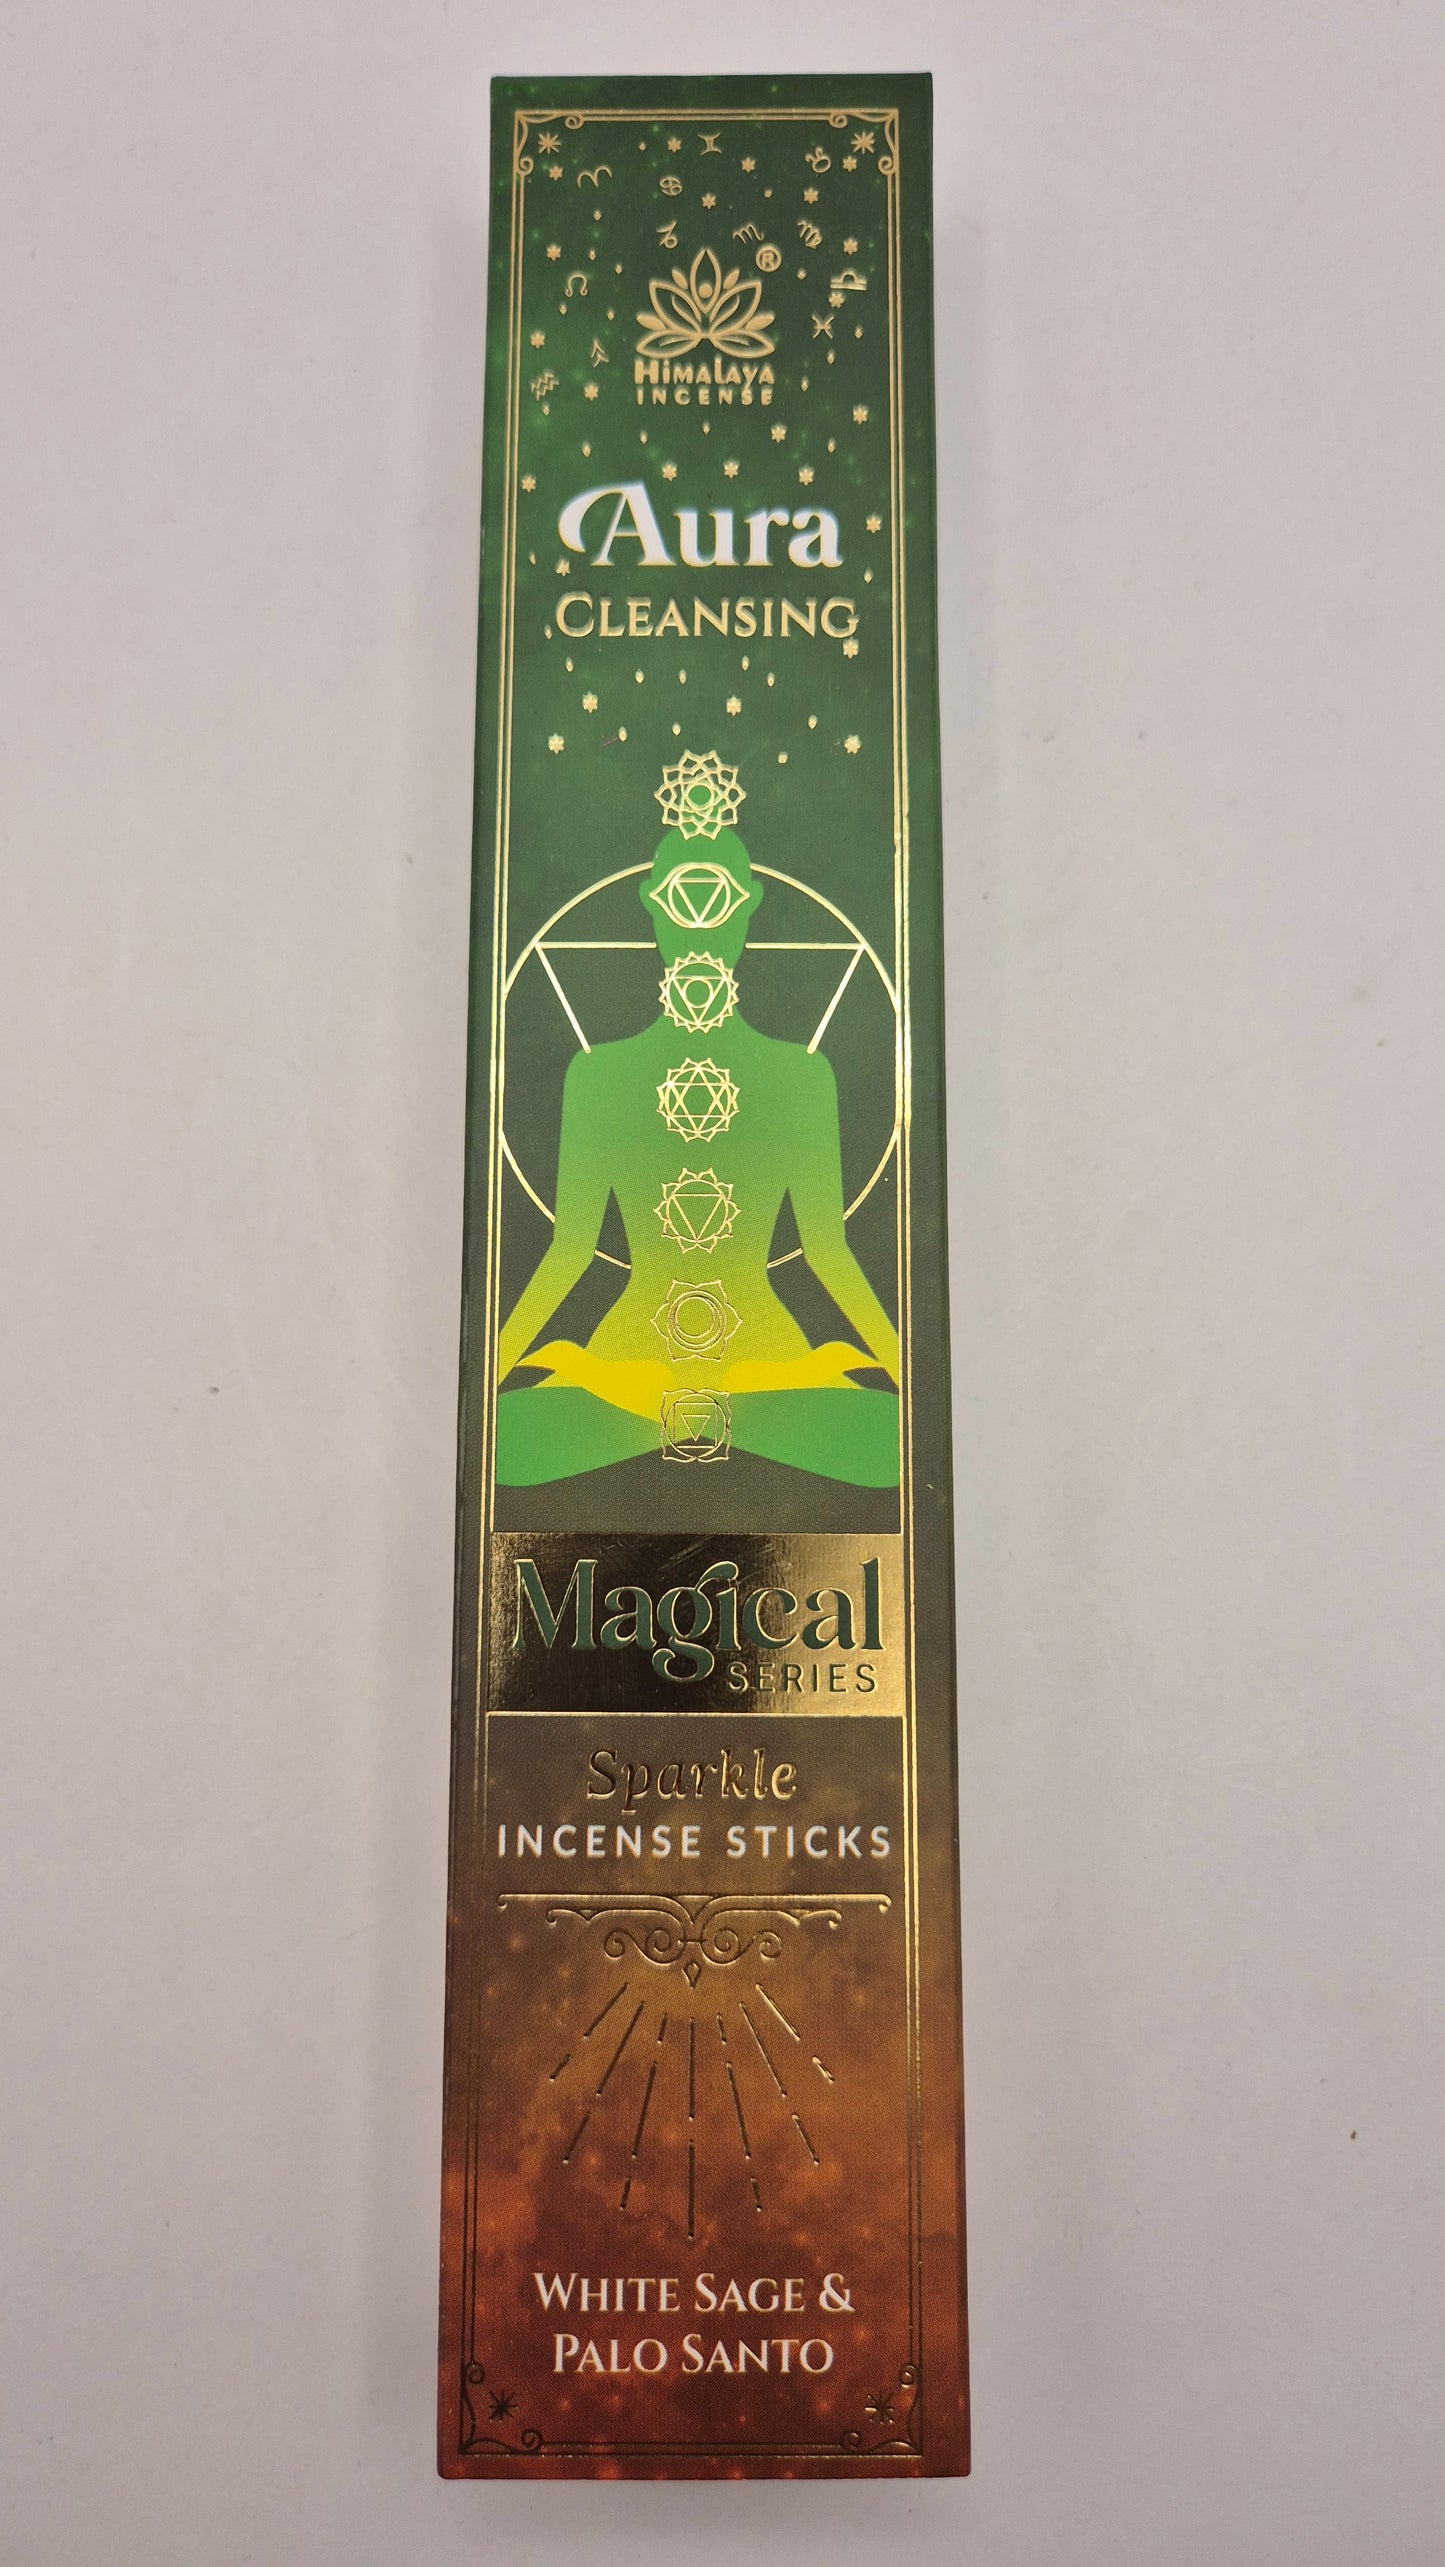 ®
HiMALAYA
INCENSE
Aura
CLEANSING
Magical
SERIES
Sparkle
INCENSE STICKS
WHITE SAGE &
PALO SANTO